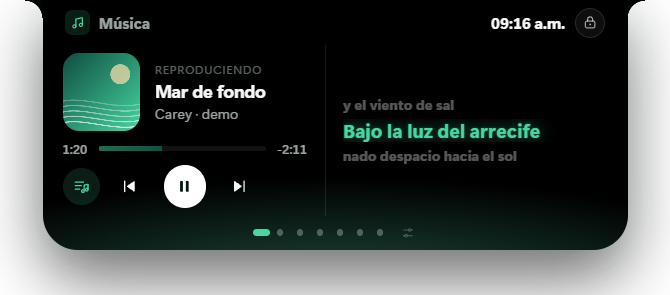 Música
09:16 a.m.
REPRODUCIENDO
Mar de fondo
Carey · demo
1:20
-2:11
y el viento de sal
Bajo la luz del arrecife
nado despacio hacia el sol